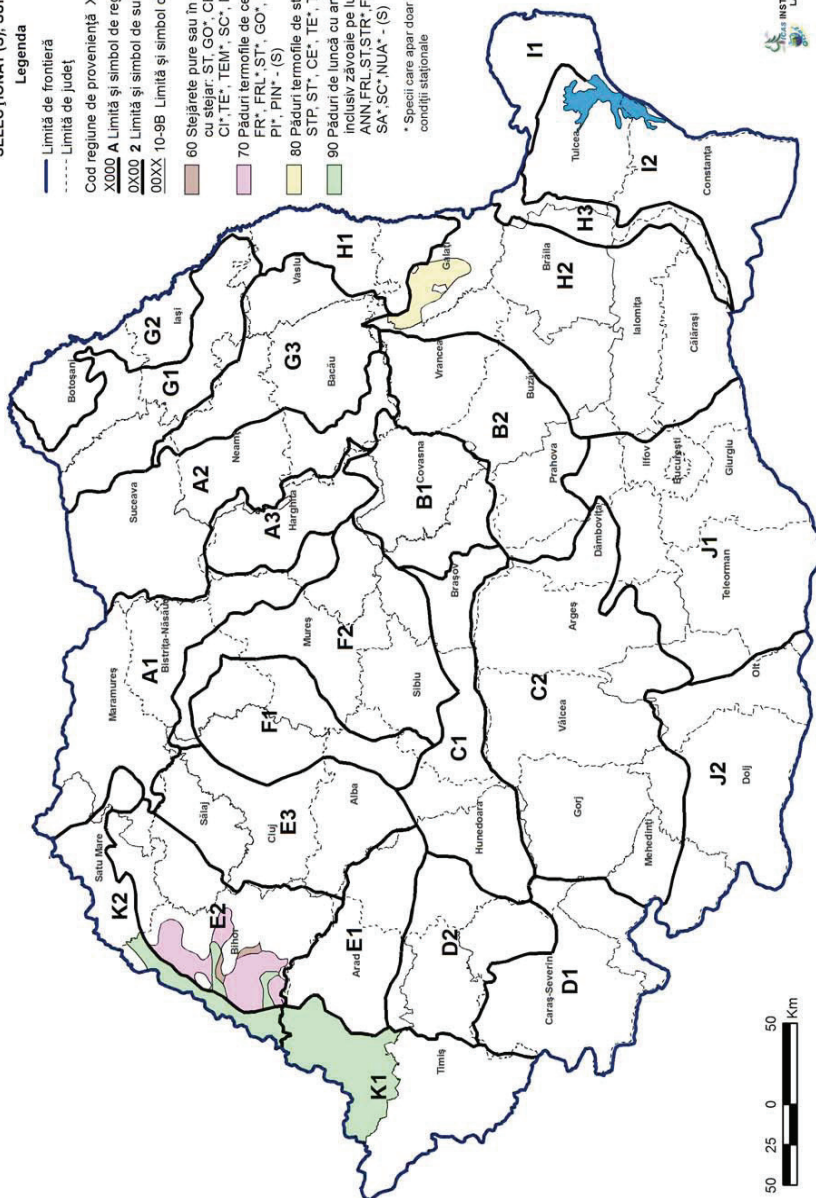 Legenda
Limită de frontieră
Limită de județ
Cod regiune de proveniență
X000 A Limită și simbol de
0X00 2 Limită și simbol de
00XX 10-9B Limită și simbol
60 Stejărete pure sau în
cu stejar: ST, GO*,
CI*,TE*, TEM*, SC*,
70 Păduri termofile de
FR*, FRL*,ST*, GO*,
PI*, PIN* - (S)
80 Păduri termofile de
STP, ST*, CE*, TE*,
90 Păduri de luncă cu
inclusiv zăvoaie pe
ANN,FRL,ST,STR*,
SA*,SC*,NUA* - (S)
* Specii care apar doar
condiții staționale
Botoșani
Suceava
G2
Iași
G1
Maramureș
Satu Mare
K2
A1
Bistrița-Năsăud
A2
Neamț
Vaslui
G3
Bacău
H1
Sălaj
E2
Bihor
Cluj
E3
F1
Mureș
F2
A3
Harghita
Alba
Arad
E1
Sibiu
Brașov
B1
Covasna
Vrancea
Galați
K1
Timiș
D2
Hunedoara
C1
B2
Buzău
Prahova
Brăila
H2
H3
Tulcea
I1
I2
Constanța
Caraș-Severin
D1
Gorj
Vâlcea
C2
Argeș
Dâmbovița
Ilfov
București
Ialomița
Călărași
Giurgiu
Mehedinți
J2
Dolj
Olt
J1
Teleorman
50 25 0 50
Km